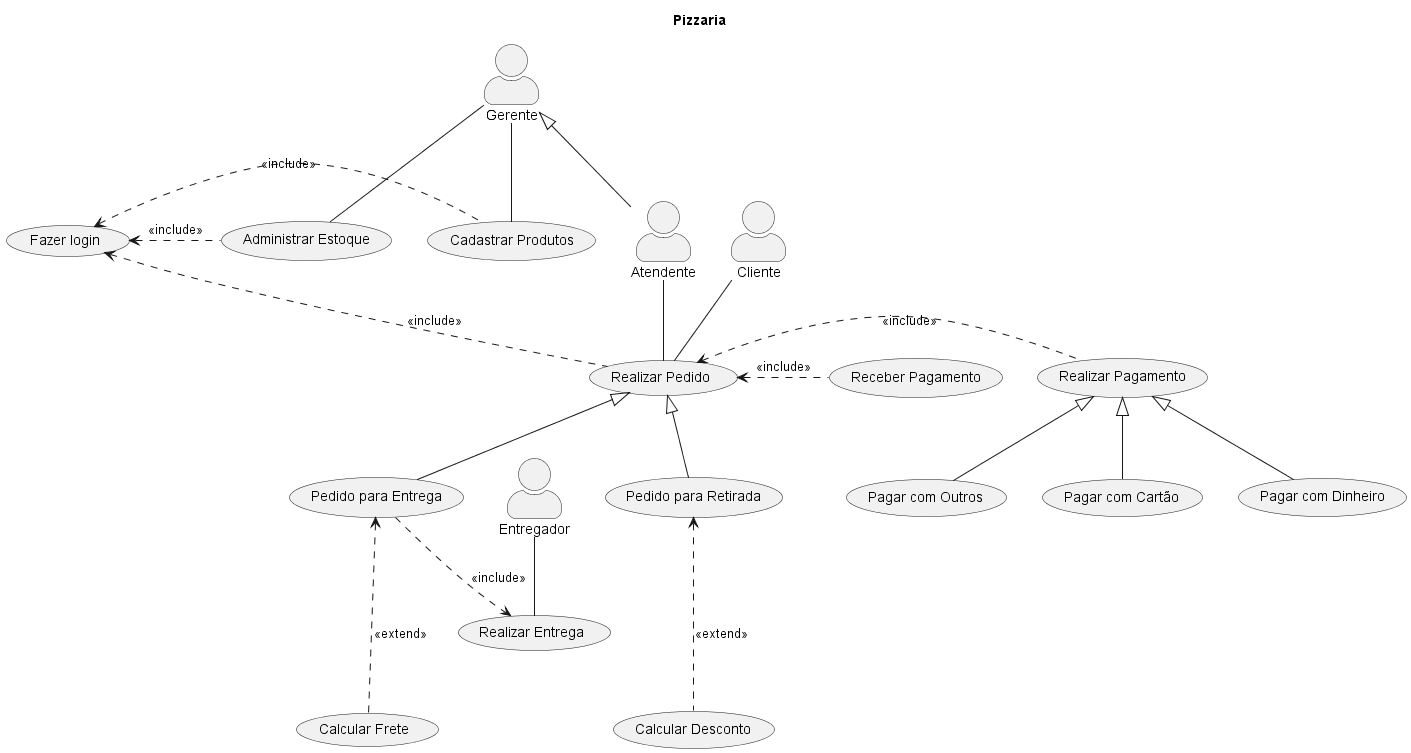 Pizzaria
Gerente
«include»
«include»
Fazer login
Administrar Estoque
Cadastrar Produtos
Atendente
Cliente
«include»
«include»
«include»
Realizar Pedido
Receber Pagamento
Realizar Pagamento
Pedido para Entrega
Pedido para Retirada
Pagar com Outros
Pagar com Cartão
Pagar com Dinheiro
Entregador
«include»
Realizar Entrega
«extend»
«extend»
Calcular Frete
Calcular Desconto